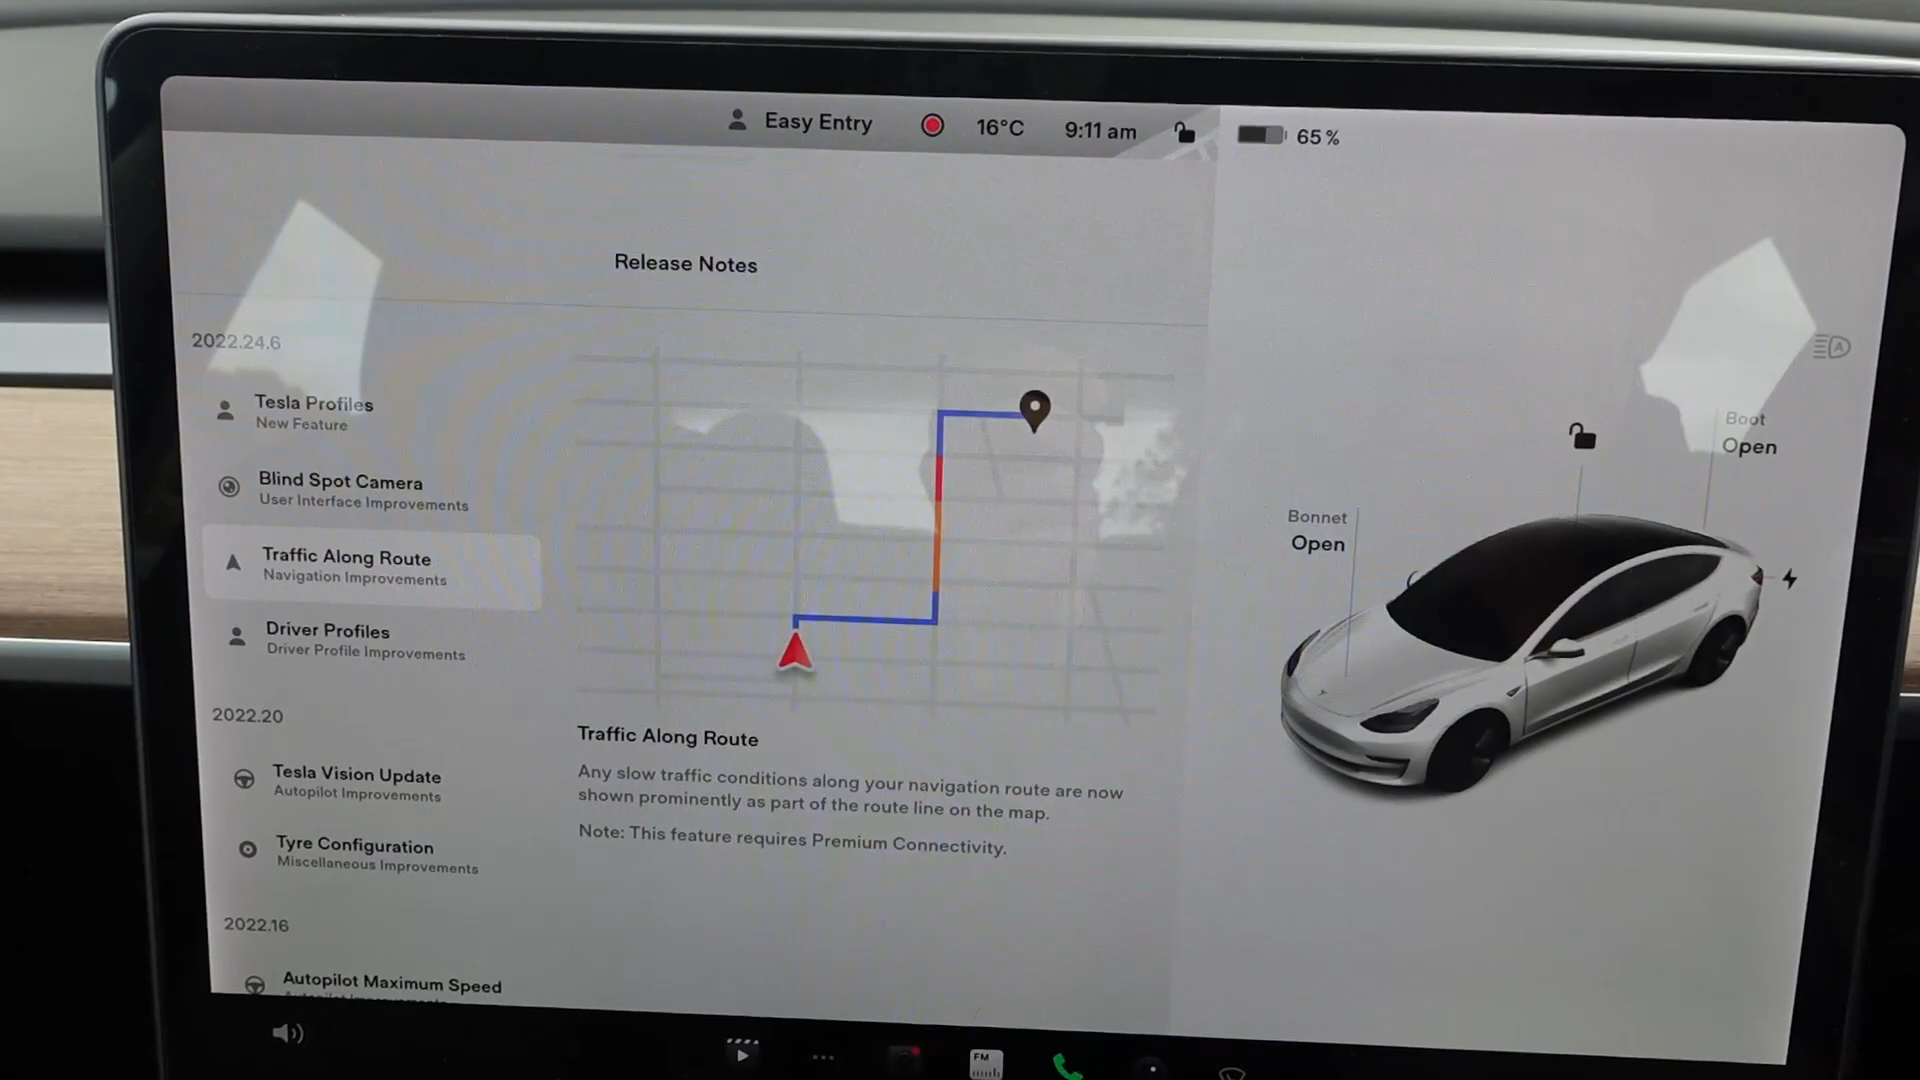 Easy Entry
16°C
9:11 am
65 %
Release Notes
2022.24.6
Tesla Profiles
New Feature
Blind Spot Camera
User Interface Improvements
Traffic Along Route
Navigation Improvements
Driver Profiles
Driver Profile Improvements
2022.20
Tesla Vision Update
Autopilot Improvements
Tyre Configuration
Miscellaneous Improvements
2022.16
Autopilot Maximum Speed
Autopilot Improvements
Traffic Along Route
Any slow traffic conditions along your navigation route are now
shown prominently as part of the route line on the map.
Note: This feature requires Premium Connectivity.
Boot
Open
Bonnet
Open
A
FM